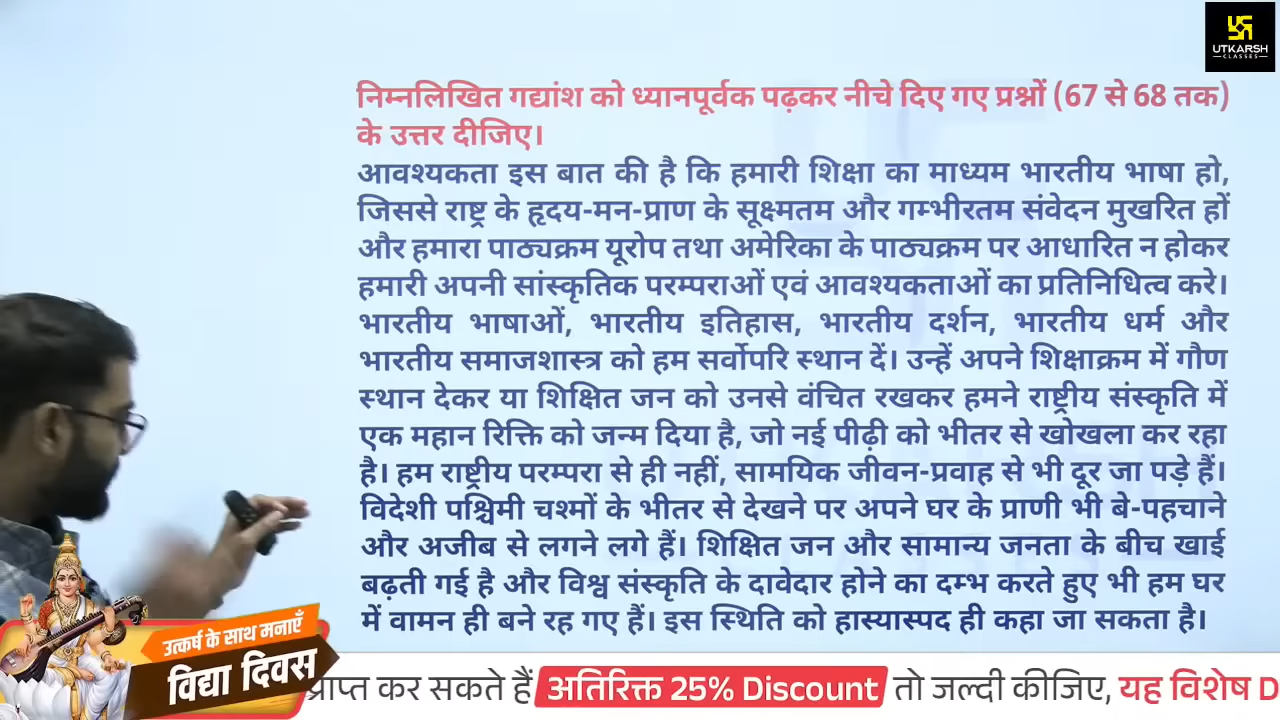 UTKARSH
CLASSES
निम्नलिखित गद्यांश को ध्यानपूर्वक पढ़कर नीचे दिए गए प्रश्नों (67 से 68 तक)
के उत्तर दीजिए।
आवश्यकता इस बात की है कि हमारी शिक्षा का माध्यम भारतीय भाषा हो,
जिससे राष्ट्र के हृदय-मन-प्राण के सूक्ष्मतम और गम्भीरतम संवेदन मुखरित हों
और हमारा पाठ्यक्रम यूरोप तथा अमेरिका के पाठ्यक्रम पर आधारित न होकर
हमारी अपनी सांस्कृतिक परम्पराओं एवं आवश्यकताओं का प्रतिनिधित्व करे।
भारतीय भाषाओं, भारतीय इतिहास, भारतीय दर्शन, भारतीय धर्म और
भारतीय समाजशास्त्र को हम सर्वोपरि स्थान दें। उन्हें अपने शिक्षाक्रम में गौण
स्थान देकर या शिक्षित जन को उनसे वंचित रखकर हमने राष्ट्रीय संस्कृति में
एक महान रिक्ति को जन्म दिया है, जो नई पीढ़ी को भीतर से खोखला कर रहा
है। हम राष्ट्रीय परम्परा से ही नहीं, सामयिक जीवन-प्रवाह से भी दूर जा पड़े हैं।
विदेशी पश्चिमी चश्मों के भीतर से देखने पर अपने घर के प्राणी भी बे-पहचाने
और अजीब से लगने लगे हैं। शिक्षित जन और सामान्य जनता के बीच खाई
बढ़ती गई है और विश्व संस्कृति के दावेदार होने का दम्भ करते हुए भी हम घर
में वामन ही बने रह गए हैं। इस स्थिति को हास्यास्पद ही कहा जा सकता है।
उत्कर्ष के साथ मनाएँ
विद्या दिवस
प्राप्त कर सकते हैं अतिरिक्त 25% Discount तो जल्दी कीजिए, यह विशेष D